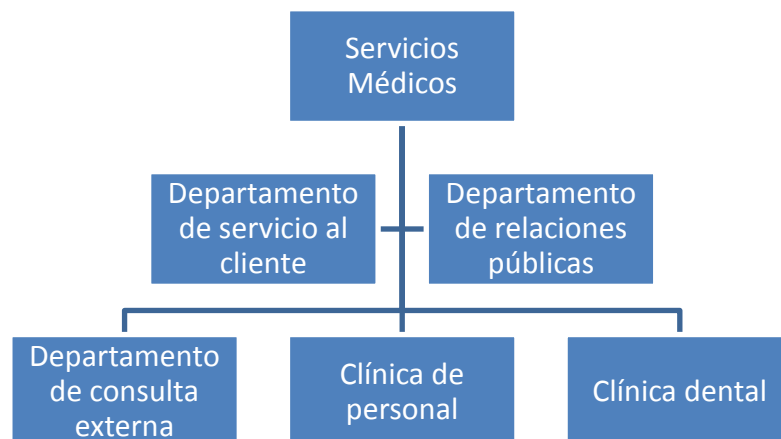 Servicios
Médicos
Departamento
de servicio al
cliente
Departamento
de relaciones
públicas
Departamento
de consulta
externa
Clínica de
personal
Clínica dental